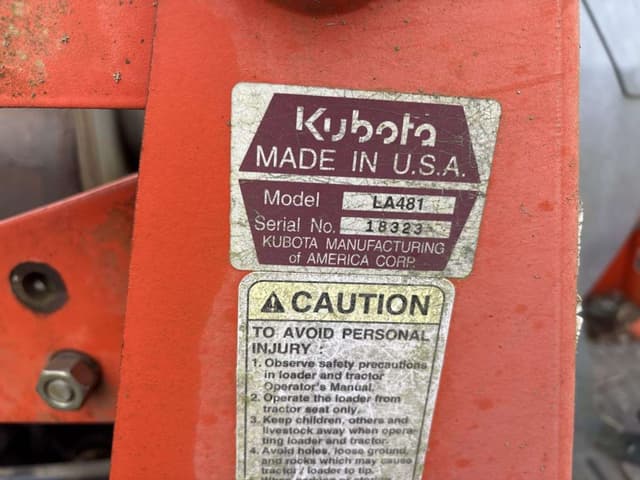 Kubota
MADE IN U.S.A.
Model LA481
Serial No. 18323
KUBOTA MANUFACTURING
of AMERICA CORP.
CAUTION
TO AVOID PERSONAL
INJURY :
1. Observe safety precautions
in loader and tractor
Operator's Manual.
2. Operate the loader from
tractor seat only.
3. Keep children, others and
livestock away when opera-
ting loader and tractor.
4. Avoid holes, loose ground,
and rocks which may cause
tractor / loader to tip.